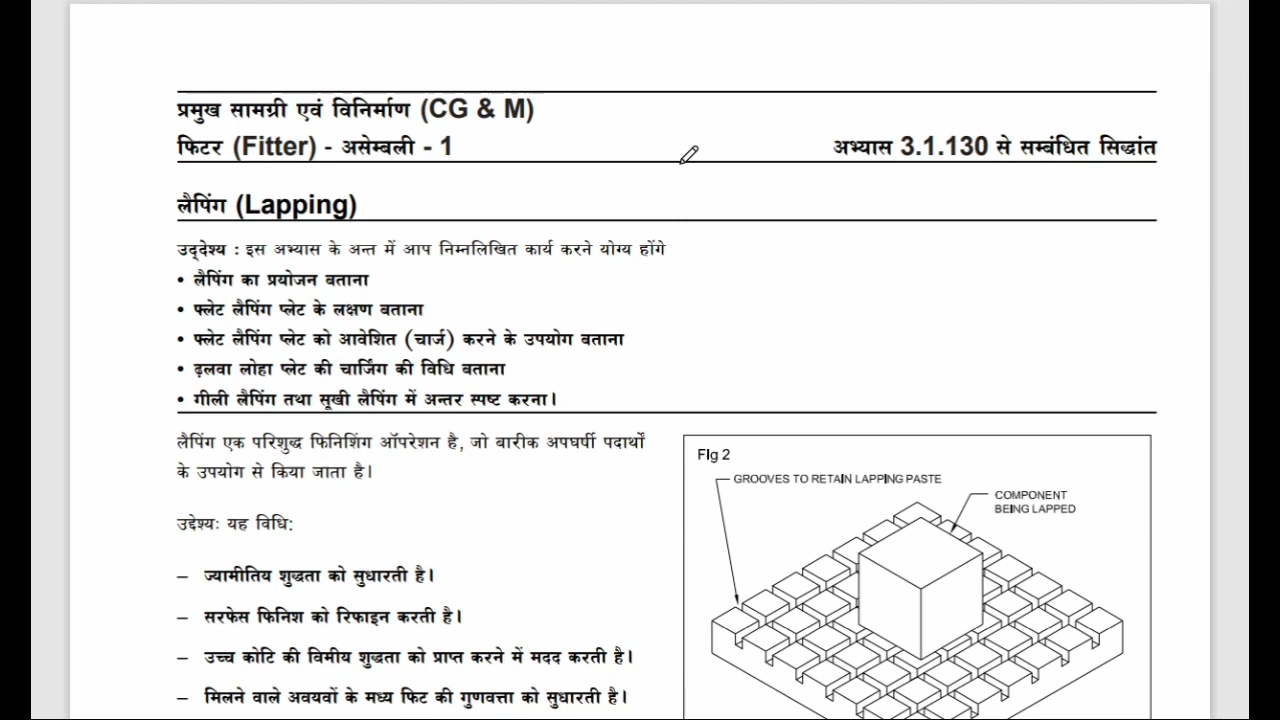 प्रमुख सामग्री एवं विनिर्माण (CG & M)
फिटर (Fitter) - असेम्बली - 1
अभ्यास 3.1.130 से सम्बंधित सिद्धांत
लैपिंग (Lapping)
उद्‌देश्य : इस अभ्यास के अन्त में आप निम्नलिखित कार्य करने योग्य होंगे
• लैपिंग का प्रयोजन बताना
• फ्लेट लैपिंग प्लेट के लक्षण बताना
• फ्लेट लैपिंग प्लेट को आवेशित (चार्ज) करने के उपयोग बताना
• ढ़लवा लोहा प्लेट की चार्जिंग की विधि बताना
• गीली लैपिंग तथा सूखी लैपिंग में अन्तर स्पष्ट करना।
लैपिंग एक परिशुद्ध फिनिशिंग ऑपरेशन है, जो बारीक अपघर्षी पदार्थों
के उपयोग से किया जाता है।
उद्देश्यः यह विधि:
– ज्यामीतिय शुद्धता को सुधारती है।
– सरफेस फिनिश को रिफाइन करती है।
– उच्च कोटि की विमीय शुद्धता को प्राप्त करने में मदद करती है।
– मिलने वाले अवयवों के मध्य फिट की गुणवत्ता को सुधारती है।
Fig 2
GROOVES TO RETAIN LAPPING PASTE
COMPONENT
BEING LAPPED